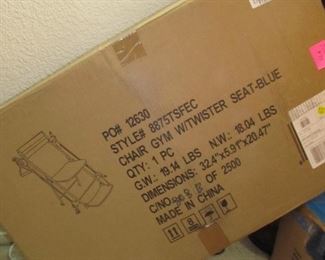 PO# 12630
STYLE# 8875TSFEC
CHAIR GYM W/TWISTER SEAT-BLUE
QTY: 1 PC
G.W.: 19.14 LBS N.W.: 18.04 LBS
DIMENSIONS: 32.4"x5.91"x20.47"
C/NO. OF 2500
MADE IN CHINA